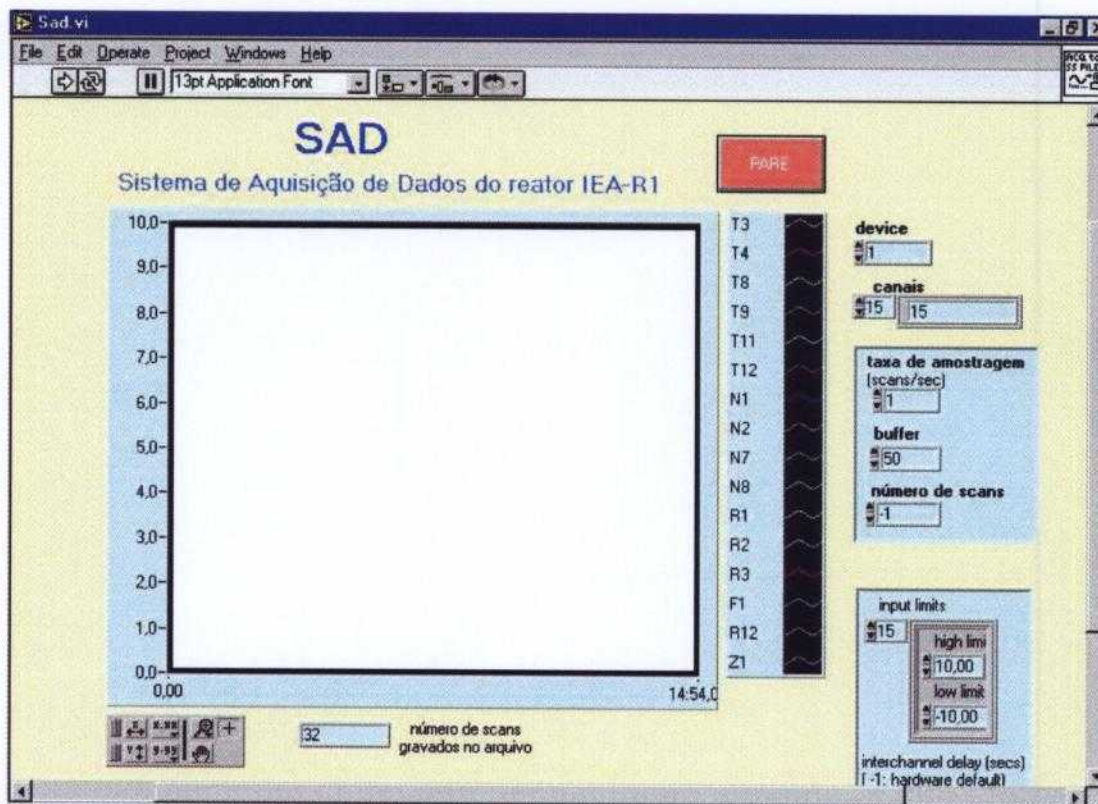 Sad.vi
File Edit Operate Project Windows Help
13pt Application Font
SAD
Sistema de Aquisição de Dados do reator IEA-R1
PARE
10,0
9,0
8,0
7,0
6,0
5,0
4,0
3,0
2,0
1,0
0,0
0,00
14:54,0
T3
T4
T8
T9
T11
T12
N1
N2
N7
N8
R1
R2
R3
F1
R12
Z1
device
1
canais
15 15
taxa de amostragem
(scans/sec)
1
buffer
50
número de scans
-1
input limits
15
high limi
10,00
low limit
-10,00
interchannel delay (secs)
( -1: hardware default)
32
número de scans
gravados no arquivo